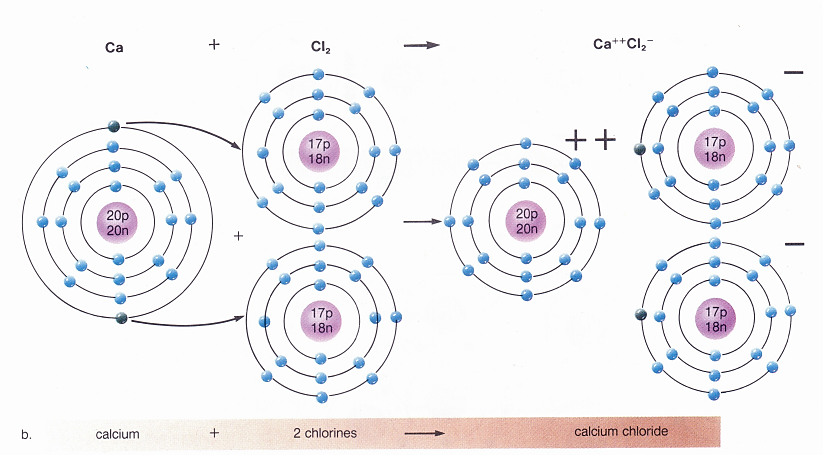 Ca + Cl₂ → Ca⁺⁺Cl₂⁻
17p
18n
20p
20n
+
17p
18n
→
20p
20n
++
17p
18n
−
17p
18n
−
b. calcium + 2 chlorines → calcium chloride